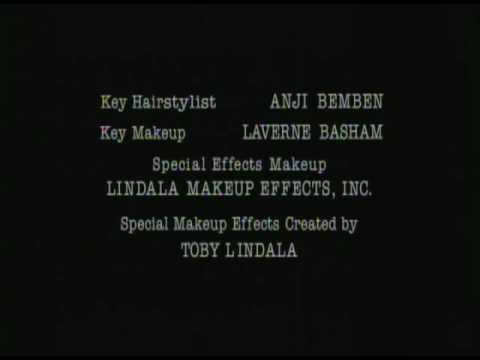 Key Hairstylist ANJI BEMBEN
Key Makeup LAVERNE BASHAM
Special Effects Makeup
LINDALA MAKEUP EFFECTS, INC.
Special Makeup Effects Created by
TOBY LINDALA